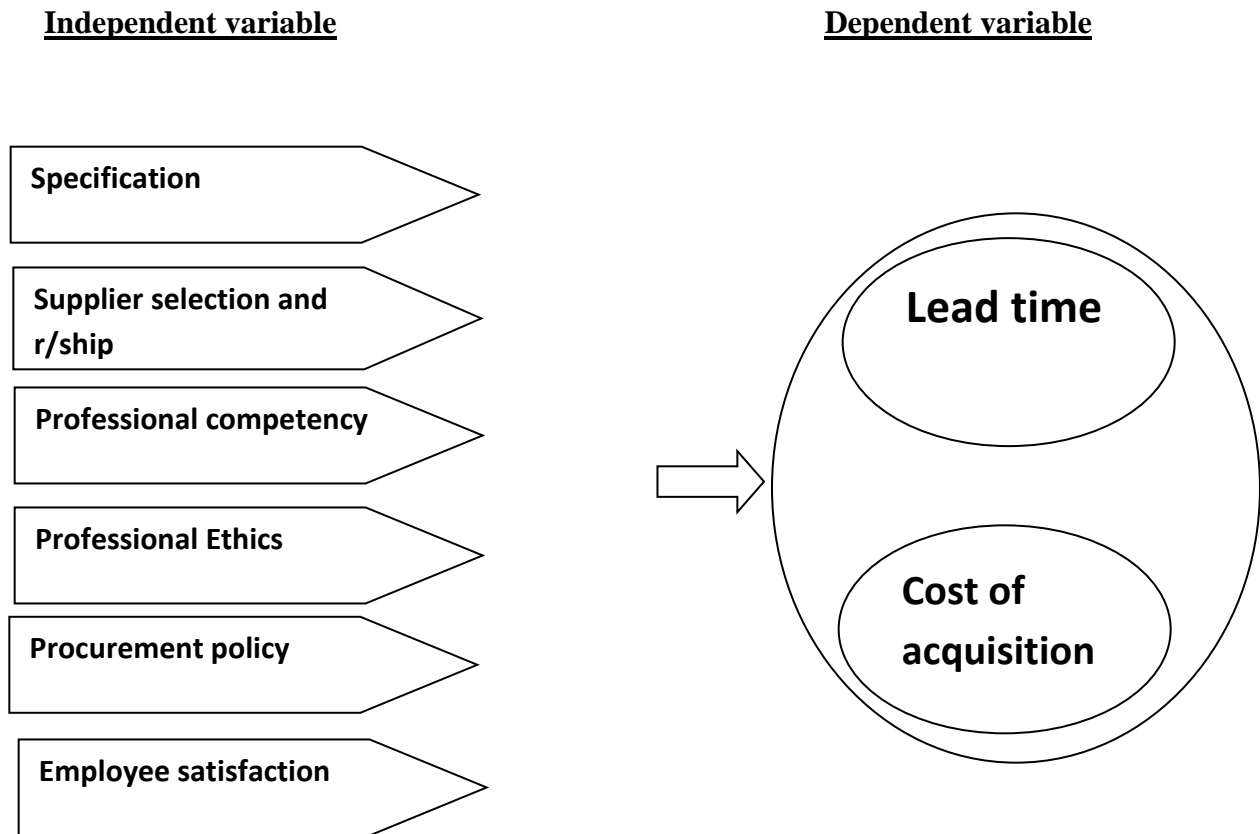 Independent variable
Dependent variable
Specification
Supplier selection and
r/ship
Professional competency
Professional Ethics
Procurement policy
Employee satisfaction
Lead time
Cost of
acquisition